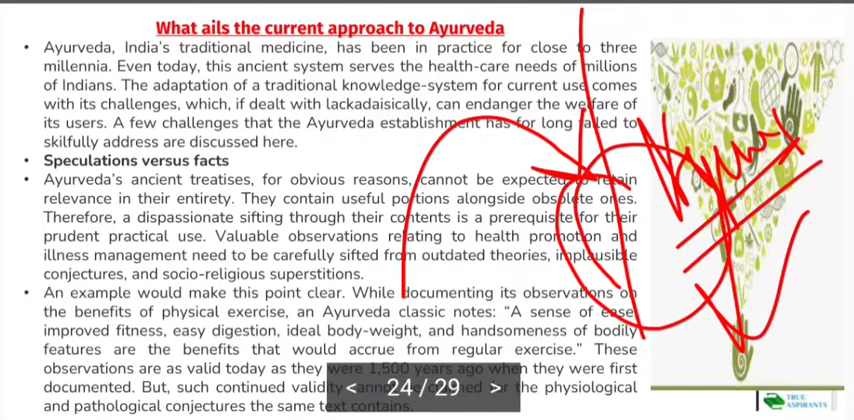 What ails the current approach to Ayurveda
• Ayurveda, India's traditional medicine, has been in practice for close to three
millennia. Even today, this ancient system serves the health-care needs of millions
of Indians. The adaptation of a traditional knowledge-system for current use comes
with its challenges, which, if dealt with lackadaisically, can endanger the welfare of
its users. A few challenges that the Ayurveda establishment has for long failed to
skilfully address are discussed here.
• Speculations versus facts
• Ayurveda's ancient treatises, for obvious reasons, cannot be expected to retain
relevance in their entirety. They contain useful portions alongside obsolete ones.
Therefore, a dispassionate sifting through their contents is a prerequisite for their
prudent practical use. Valuable observations relating to health promotion and
illness management need to be carefully sifted from outdated theories, implausible
conjectures, and socio-religious superstitions.
• An example would make this point clear. While documenting its observations on
the benefits of physical exercise, an Ayurveda classic notes: "A sense of ease,
improved fitness, easy digestion, ideal body-weight, and handsomeness of bodily
features are the benefits that would accrue from regular exercise." These
observations are as valid today as they were 1,500 years ago when they were first
documented. But, such continued validity cannot be claimed for the physiological
and pathological conjectures the same text contains.
< 24 / 29 >
TRUE
ASPIRANTS